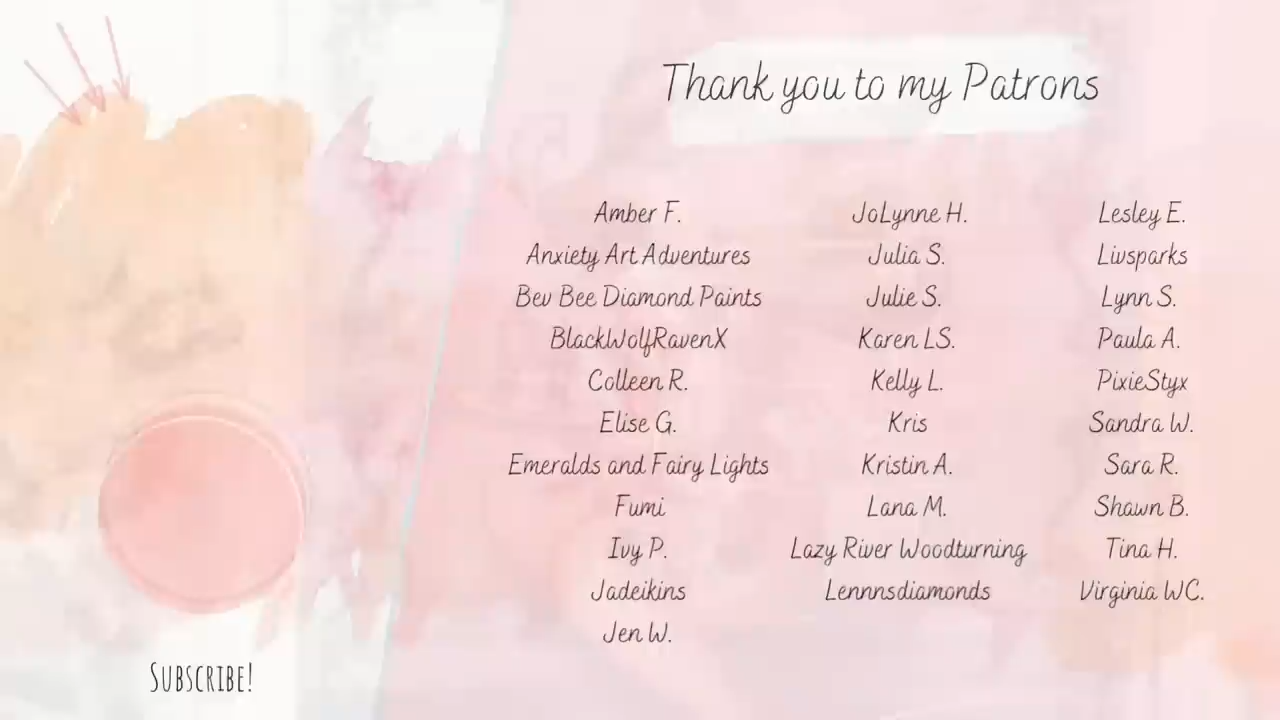 Thank you to my Patrons
Amber F.
Anxiety Art Adventures
Bev Bee Diamond Paints
BlackWolfRavenX
Colleen R.
Elise G.
Emeralds and Fairy Lights
Fumi
Ivy P.
Jadeikins
Jen W.
JoLynne H.
Julia S.
Julie S.
Karen LS.
Kelly L.
Kris
Kristin A.
Lana M.
Lazy River Woodturning
Lennnsdiamonds
Lesley E.
Livsparks
Lynn S.
Paula A.
PixieStyx
Sandra W.
Sara R.
Shawn B.
Tina H.
Virginia WC.
SUBSCRIBE!